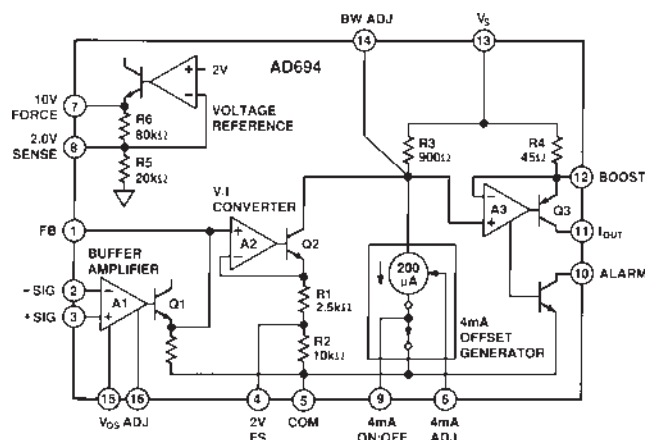 BW ADJ
V_S
14
13
AD694
2V
+
−
10V
FORCE
7
R6
80kΩ
VOLTAGE
REFERENCE
2.0V
SENSE
8
R5
20kΩ
R3
900Ω
R4
45Ω
12
BOOST
V-I
CONVERTER
FB
1
+
−
A2
Q2
−
+
A3
Q3
11
I_OUT
BUFFER
AMPLIFIER
200
μA
10
ALARM
−SIG
2
−
+SIG
3
+
A1
Q1
R1
2.5kΩ
4mA
OFFSET
GENERATOR
R2
10kΩ
15
16
4
5
9
6
V_OS ADJ
2V
FS
COM
4mA
ON/OFF
4mA
ADJ